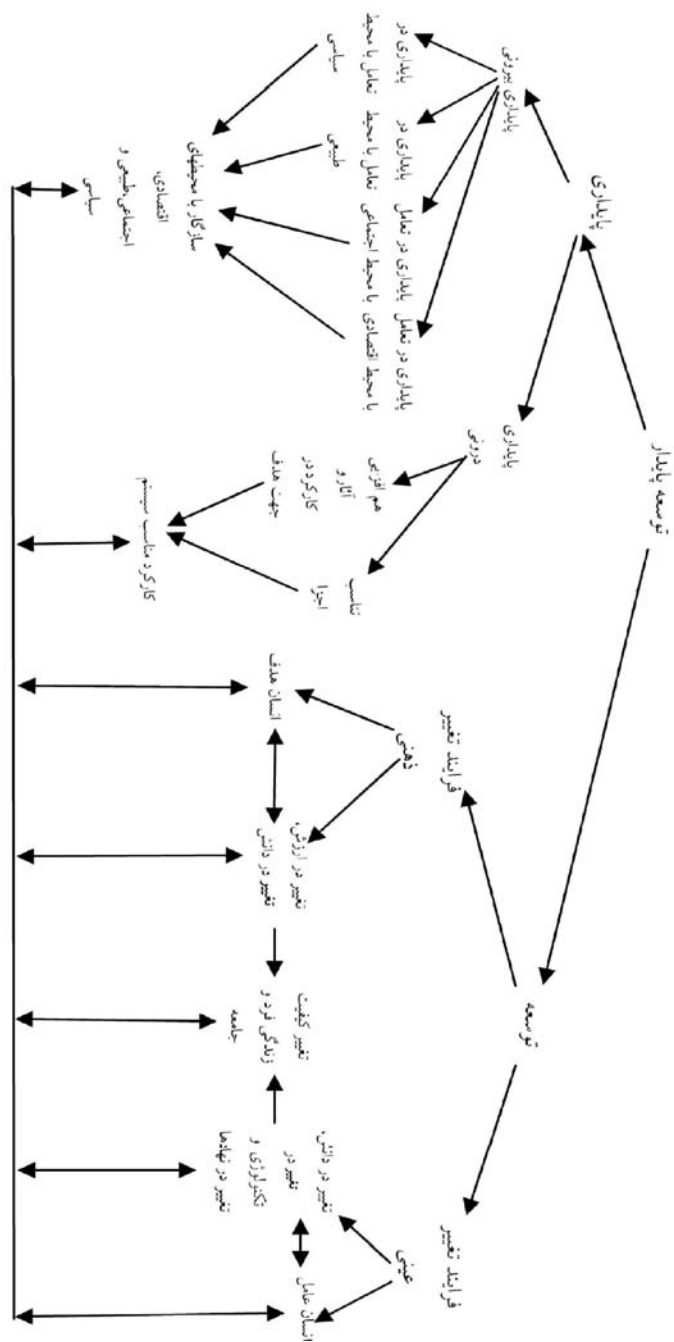 توسعه پایدار
توسعه
پایداری
فرایند تغییر
عینی
فرایند تغییر
ذهنی
پایداری
درونی
پایداری بیرونی
انسان عامل
تغییر در دانش،
تغییر در
تکنولوژی و
تغییر در نهادها
تغییر کیفیت
زندگی فرد و
جامعه
تغییر در ارزش،
تغییر در دانش
انسان هدف
تناسب
اجزا
هم افزایی
آثار و
کارکرد در
جهت هدف
کارکرد مناسب سیستم
پایداری در تعامل
با محیط اقتصادی
پایداری در تعامل
با محیط اجتماعی
پایداری در
تعامل با محیط
طبیعی
پایداری در
تعامل با محیط
سیاسی
سازگار با محیطهای
اقتصادی،
اجتماعی،طبیعی و
سیاسی